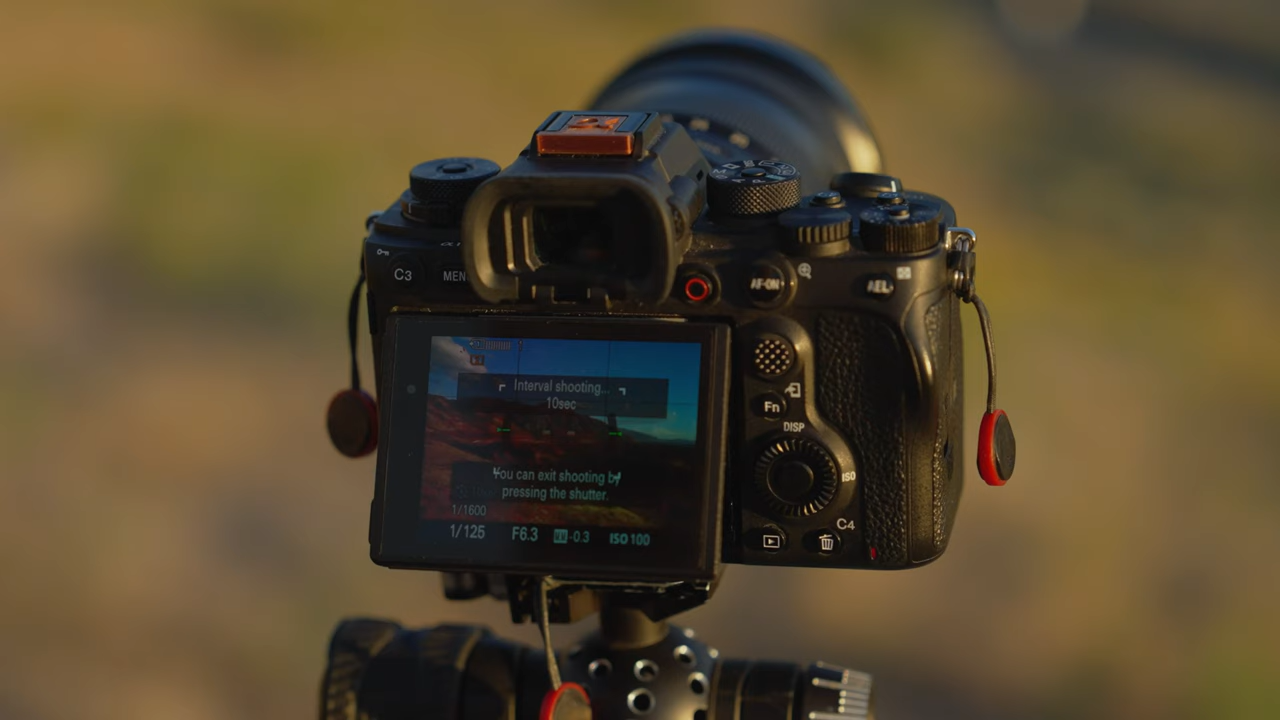 C3
MEN
AF-ON
AEL
Interval shooting...
10sec
Fn
DISP
ISO
You can exit shooting by
pressing the shutter.
1/1600
1/125 F6.3 -0.3 ISO 100
C4